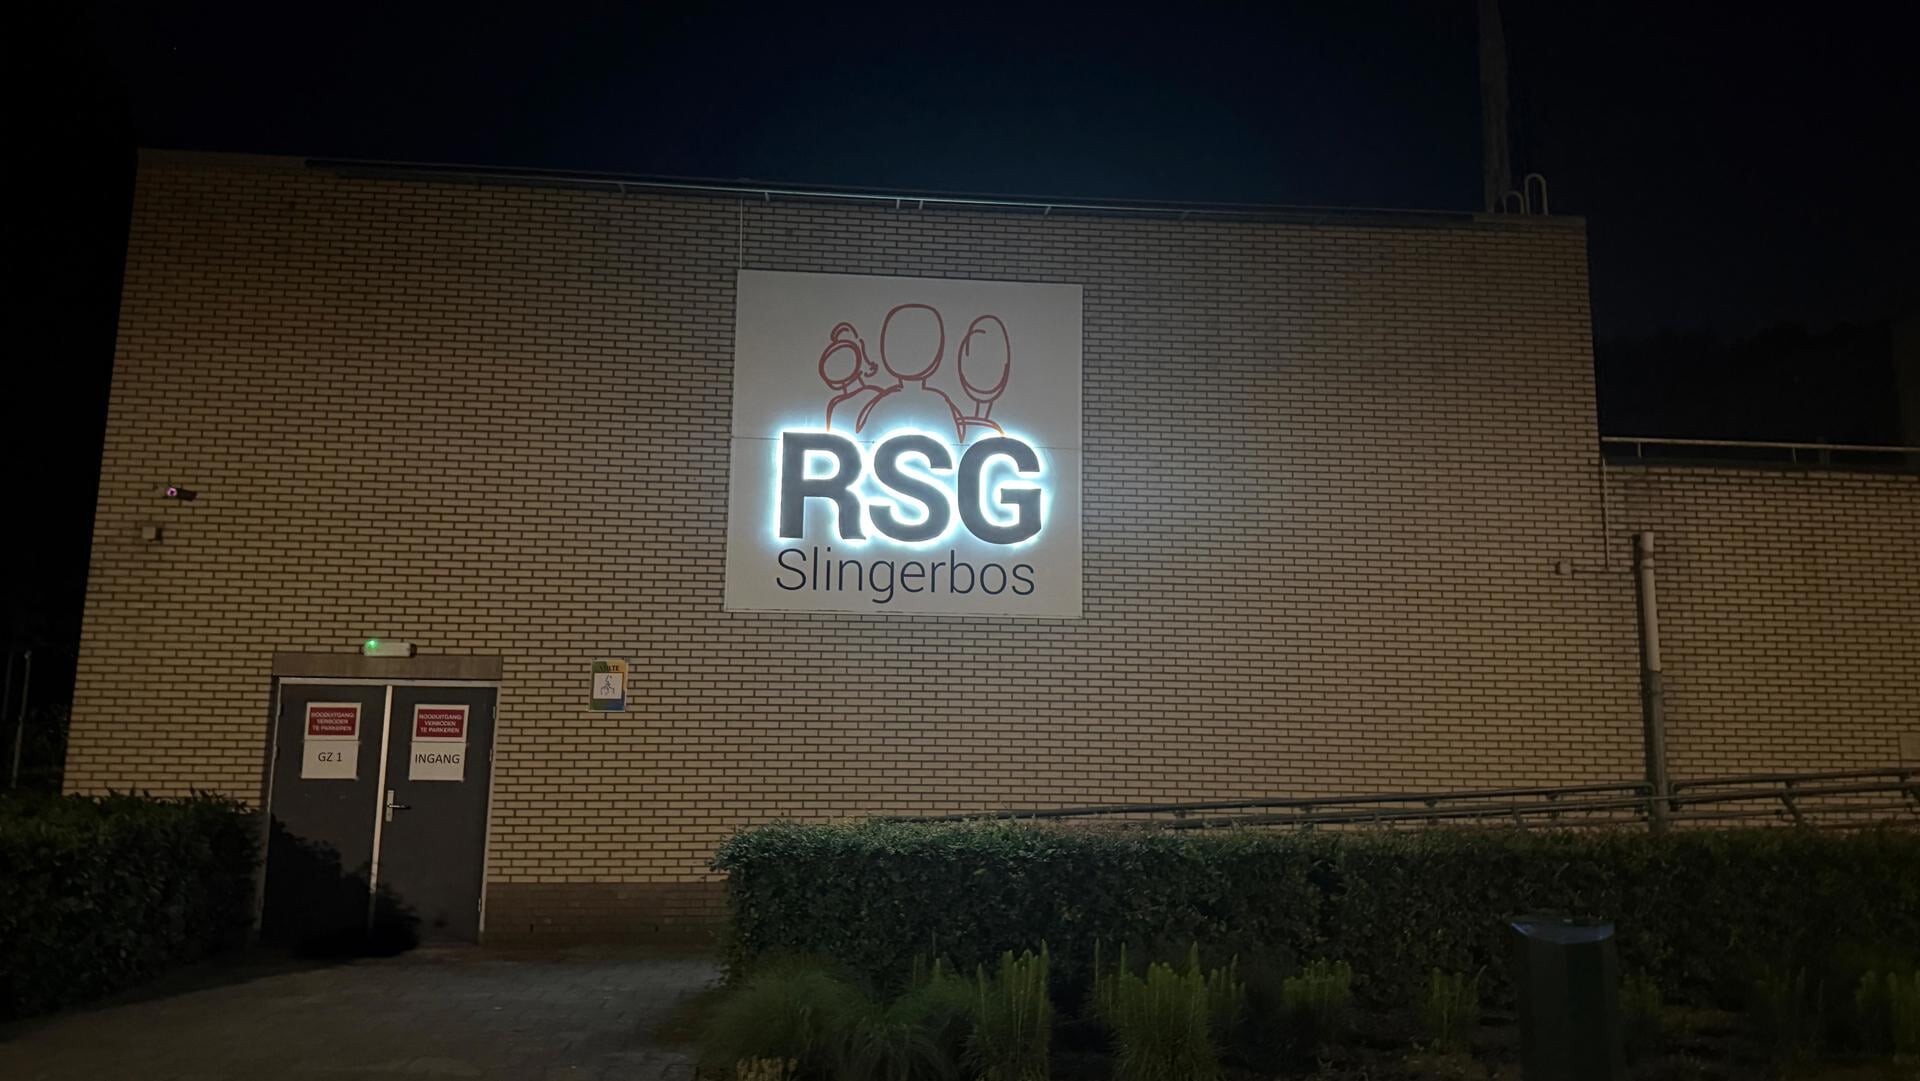 RSG
Slingerbos
NOODUITGANG:
VERBODEN
TE PARKEREN
GZ 1
NOODUITGANG:
VERBODEN
TE PARKEREN
INGANG